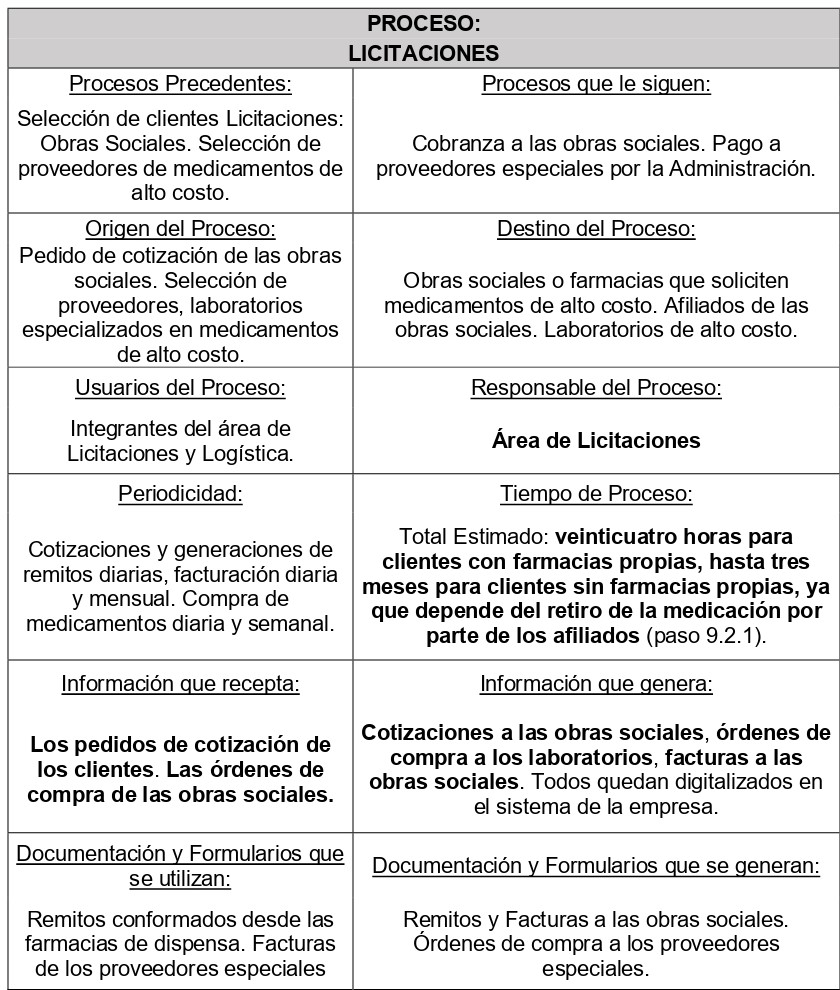 PROCESO:
LICITACIONES
Procesos Precedentes:
Selección de clientes Licitaciones:
Obras Sociales. Selección de
proveedores de medicamentos de
alto costo.
Procesos que le siguen:
Cobranza a las obras sociales. Pago a
proveedores especiales por la Administración.
Origen del Proceso:
Pedido de cotización de las obras
sociales. Selección de
proveedores, laboratorios
especializados en medicamentos
de alto costo.
Destino del Proceso:
Obras sociales o farmacias que soliciten
medicamentos de alto costo. Afiliados de las
obras sociales. Laboratorios de alto costo.
Usuarios del Proceso:
Integrantes del área de
Licitaciones y Logística.
Responsable del Proceso:
Área de Licitaciones
Periodicidad:
Cotizaciones y generaciones de
remitos diarias, facturación diaria
y mensual. Compra de
medicamentos diaria y semanal.
Tiempo de Proceso:
Total Estimado: veinticuatro horas para
clientes con farmacias propias, hasta tres
meses para clientes sin farmacias propias, ya
que depende del retiro de la medicación por
parte de los afiliados (paso 9.2.1).
Información que recepta:
Los pedidos de cotización de
los clientes. Las órdenes de
compra de las obras sociales.
Información que genera:
Cotizaciones a las obras sociales, órdenes de
compra a los laboratorios, facturas a las
obras sociales. Todos quedan digitalizados en
el sistema de la empresa.
Documentación y Formularios que
se utilizan:
Remitos conformados desde las
farmacias de dispensa. Facturas
de los proveedores especiales
Documentación y Formularios que se generan:
Remitos y Facturas a las obras sociales.
Órdenes de compra a los proveedores
especiales.